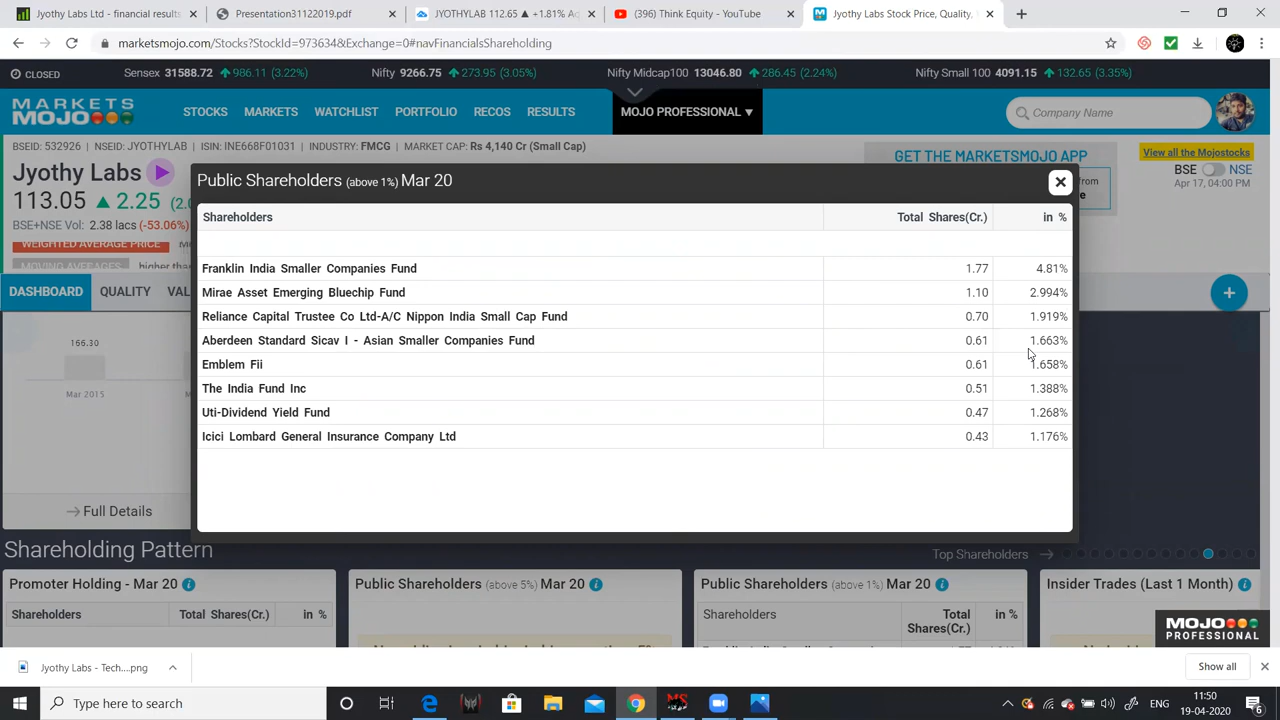 Jyothy Labs Ltd - financial results
Presentation31122019.pdf
JYOTHYLAB 112.65 ▲ +1.81% Aq
(396) Think Equity - YouTube
Jyothy Labs Stock Price, Quality,
marketsmojo.com/Stocks?StockId=973634&Exchange=0#navFinancialsShareholding
CLOSED
Sensex 31588.72 986.11 (3.22%)
Nifty 9266.75 273.95 (3.05%)
Nifty Midcap100 13046.80 286.45 (2.24%)
Nifty Small 100 4091.15 132.65 (3.35%)
MARKETS
MOJO
STOCKS MARKETS WATCHLIST PORTFOLIO RECOS RESULTS MOJO PROFESSIONAL ▼
Company Name
BSEID: 532926 | NSEID: JYOTHYLAB | ISIN: INE668F01031 | INDUSTRY: FMCG | MARKET CAP: Rs 4,140 Cr (Small Cap)
GET THE MARKETSMOJO APP
View all the Mojostocks
Jyothy Labs
BSE NSE
from
113.05 ▲ 2.25
Apr 17, 04:00 PM
BSE+NSE Vol: 2.38 lacs (-53.06%)
WEIGHTED AVERAGE PRICE
MOVING AVERAGES higher than
DASHBOARD QUALITY VAL
+
166.30
Mar 2015
Full Details
Public Shareholders (above 1%) Mar 20
Shareholders Total Shares(Cr.) in %
Franklin India Smaller Companies Fund 1.77 4.81%
Mirae Asset Emerging Bluechip Fund 1.10 2.994%
Reliance Capital Trustee Co Ltd-A/C Nippon India Small Cap Fund 0.70 1.919%
Aberdeen Standard Sicav I - Asian Smaller Companies Fund 0.61 1.663%
Emblem Fii 0.61 1.658%
The India Fund Inc 0.51 1.388%
Uti-Dividend Yield Fund 0.47 1.268%
Icici Lombard General Insurance Company Ltd 0.43 1.176%
Shareholding Pattern
Top Shareholders
Promoter Holding - Mar 20
Shareholders Total Shares(Cr.) in %
Public Shareholders (above 5%) Mar 20
Public Shareholders (above 1%) Mar 20
Shareholders Total Shares(Cr.) in %
Insider Trades (Last 1 Month)
MOJO
PROFESSIONAL
Jyothy Labs - Tech....png
Show all
Type here to search
ENG
11:50
19-04-2020
6